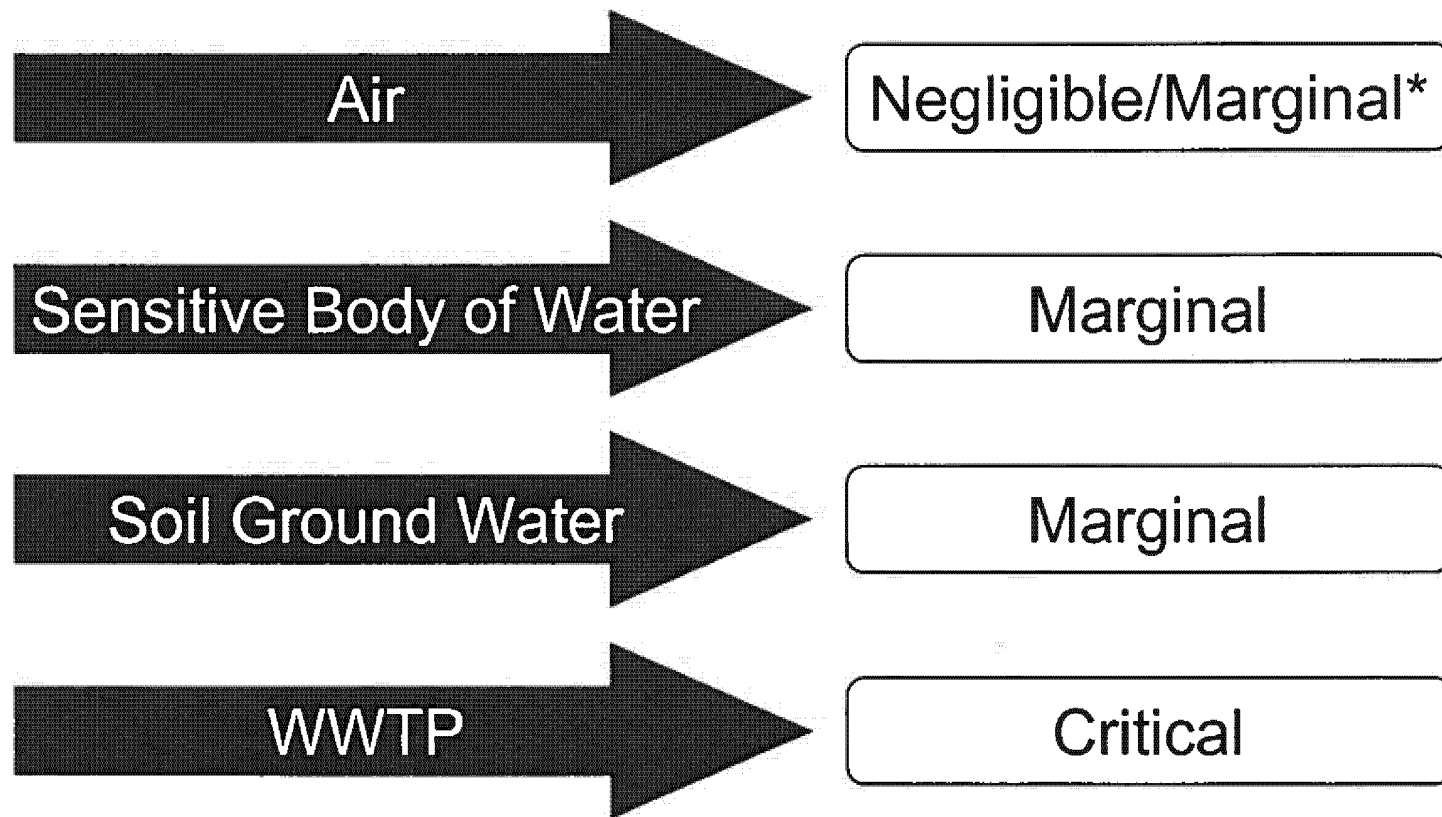 Air
Negligible/Marginal*
Sensitive Body of Water
Marginal
Soil Ground Water
Marginal
WWTP
Critical